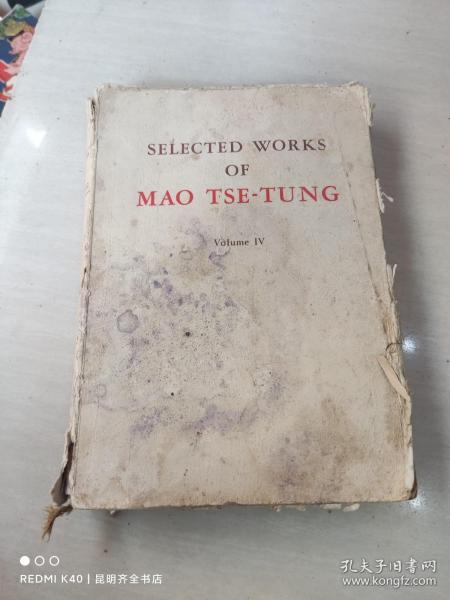 SELECTED WORKS
OF
MAO TSE-TUNG
Volume IV
REDMI K40 | 昆明齐全书店
孔夫子旧书网
www.kongfz.com